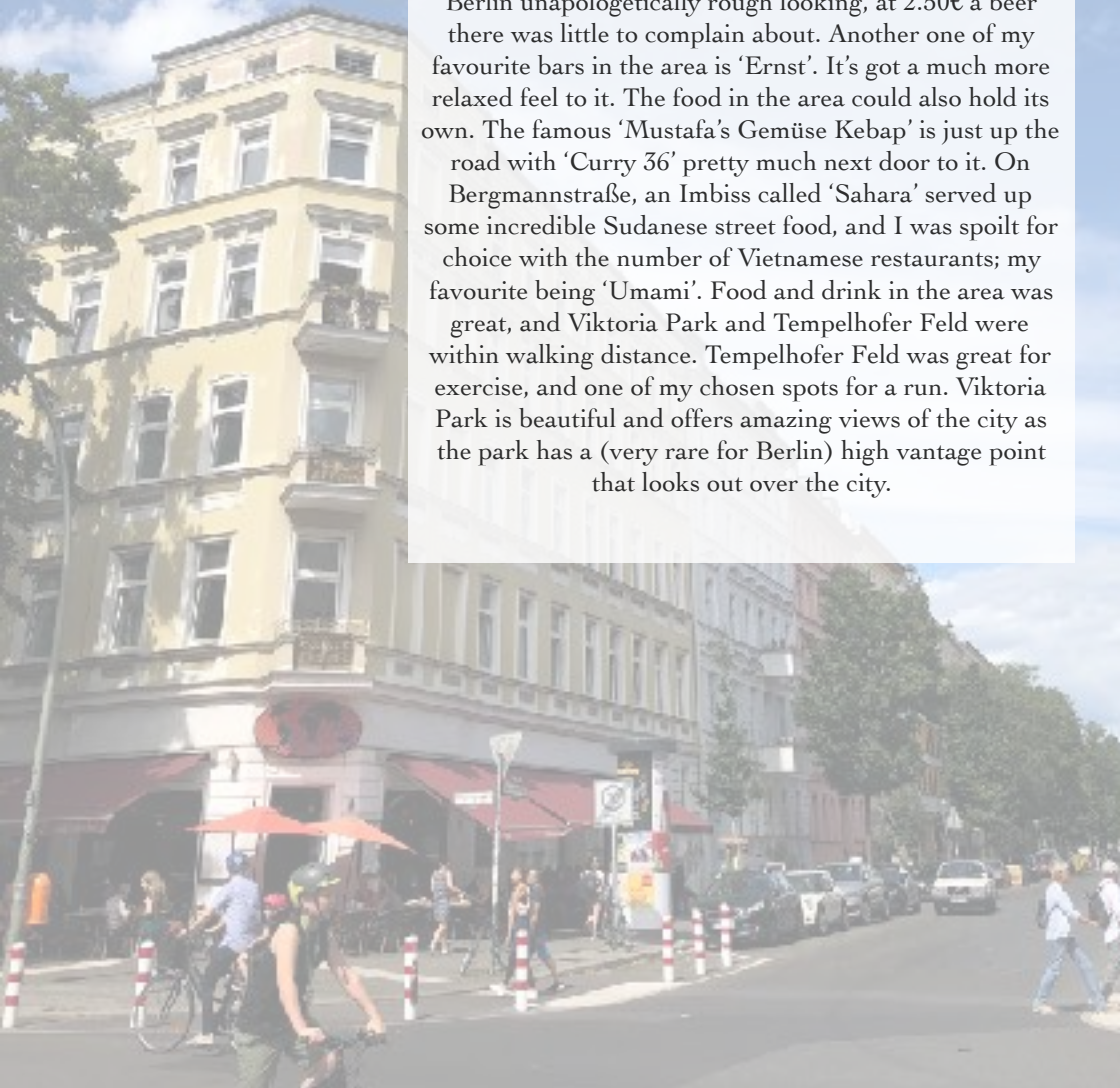 Berlin unapologetically rough looking, at 2.50€ a beer
there was little to complain about. Another one of my
favourite bars in the area is ‘Ernst’. It’s got a much more
relaxed feel to it. The food in the area could also hold its
own. The famous ‘Mustafa’s Gemüse Kebap’ is just up the
road with ‘Curry 36’ pretty much next door to it. On
Bergmannstraße, an Imbiss called ‘Sahara’ served up
some incredible Sudanese street food, and I was spoilt for
choice with the number of Vietnamese restaurants; my
favourite being ‘Umami’. Food and drink in the area was
great, and Viktoria Park and Tempelhofer Feld were
within walking distance. Tempelhofer Feld was great for
exercise, and one of my chosen spots for a run. Viktoria
Park is beautiful and offers amazing views of the city as
the park has a (very rare for Berlin) high vantage point
that looks out over the city.